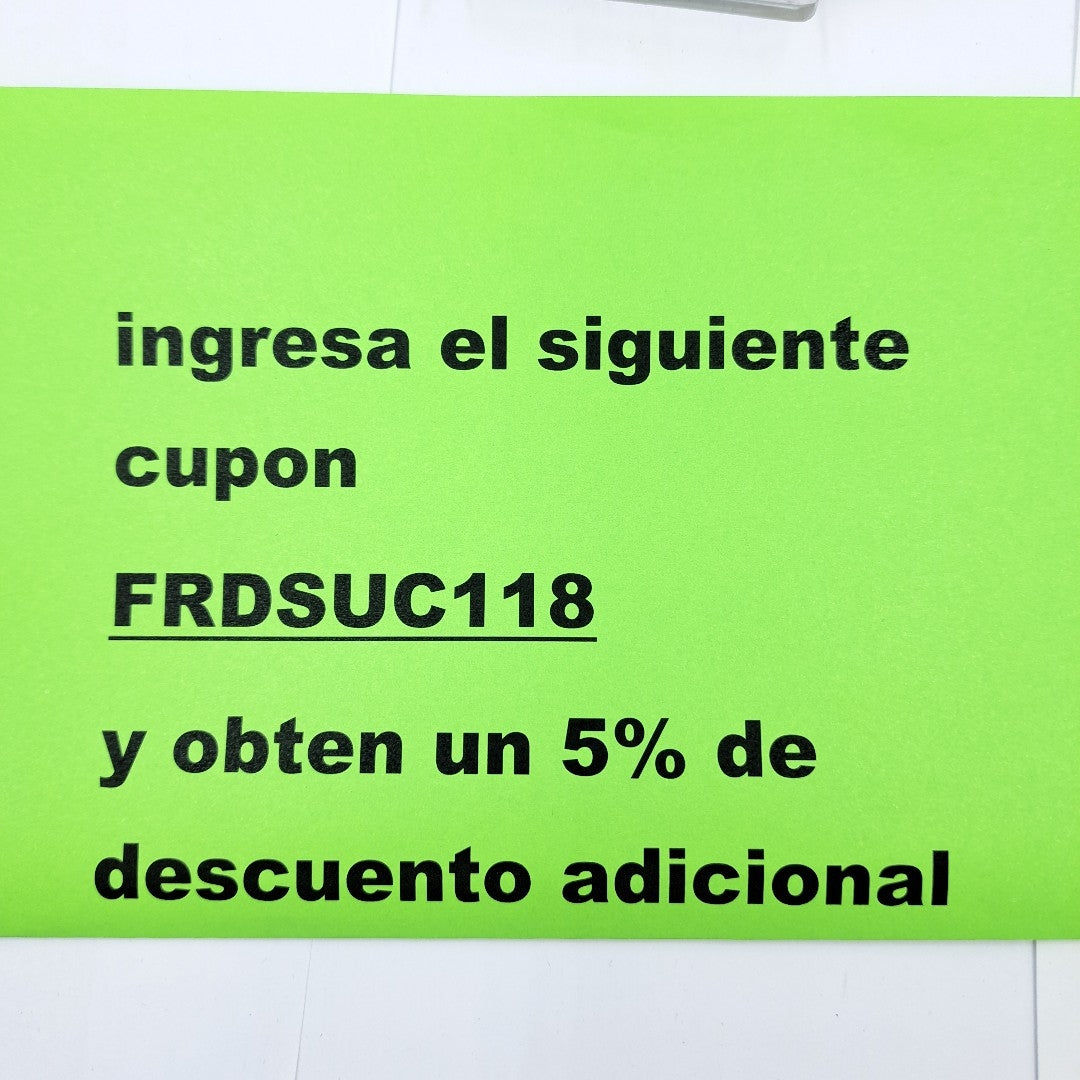 ingresa el siguiente
cupon
FRDSUC118
y obten un 5% de
descuento adicional